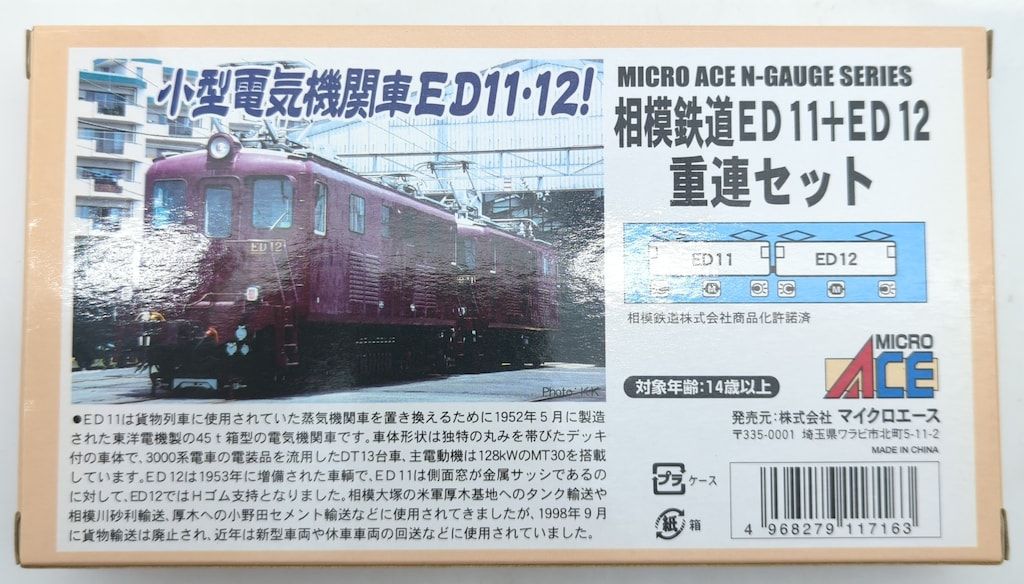 小型電気機関車ED11・12!
ED12
Photo: K.K
MICRO ACE N-GAUGE SERIES
相模鉄道ED11+ED12
重連セット
ED11
ED12
相模鉄道株式会社商品化許諾済
MICRO
ACE
対象年齢:14歳以上
発売元:株式会社 マイクロエース
〒335-0001 埼玉県ワラビ市北町5-11-2
MADE IN CHINA
●ED11は貨物列車に使用されていた蒸気機関車を置き換えるために1952年5月に製造
された東洋電機製の45t箱型の電気機関車です。車体形状は独特の丸みを帯びたデッキ
付の車体で、3000系電車の電装品を流用したDT13台車、主電動機は128kWのMT30を搭載
しています。ED12は1953年に増備された車輌で、ED11は側面窓が金属サッシであるの
に対して、ED12ではHゴム支持となりました。相模大塚の米軍厚木基地へのタンク輸送や
相模川砂利輸送、厚木への小野田セメント輸送などに使用されてきましたが、1998年9月
に貨物輸送は廃止され、近年は新型車両や休車車両の回送などに使用されていました。
プラ ケース
紙 箱
4 968279 117163